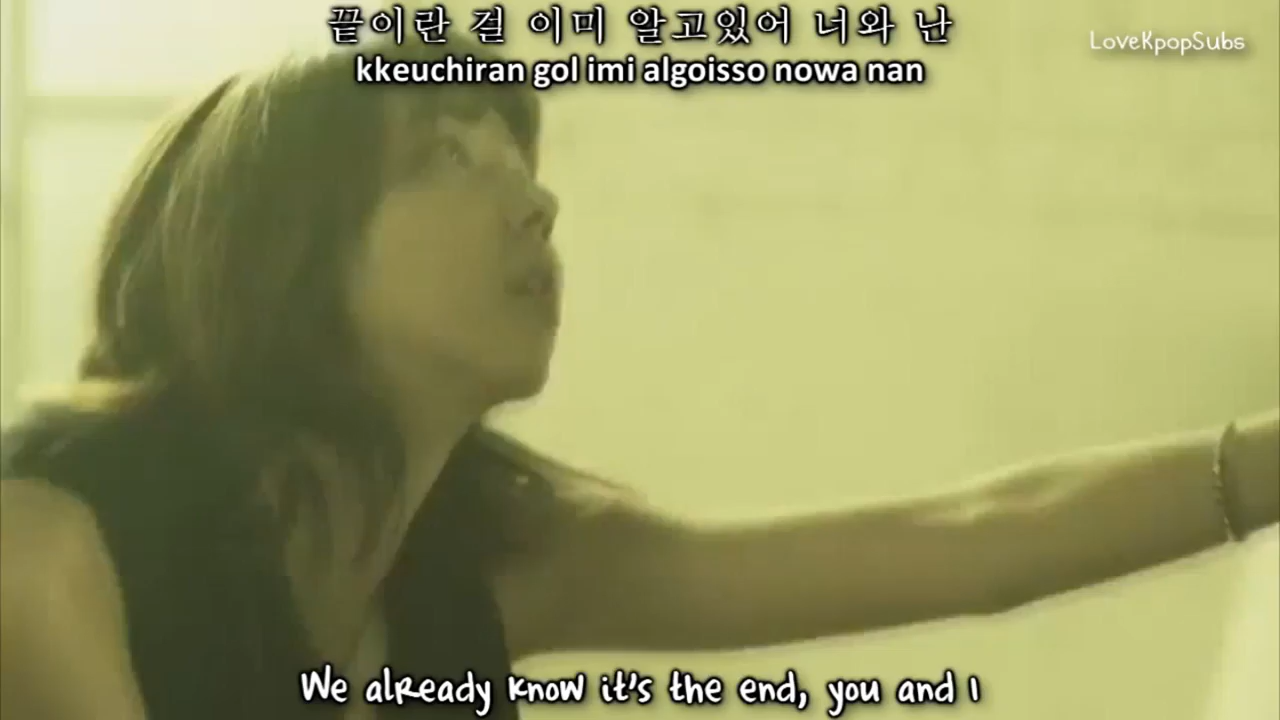 끝이란 걸 이미 알고있어 너와 난
LoveKpopSubs
kkeuchiran gol imi algoisso nowa nan
We already know it's the end, you and I